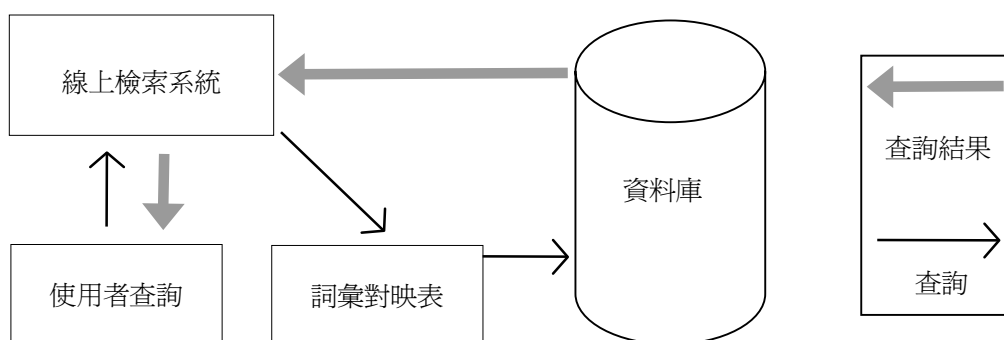 線上檢索系統
資料庫
查詢結果
使用者查詢
詞彙對映表
查詢